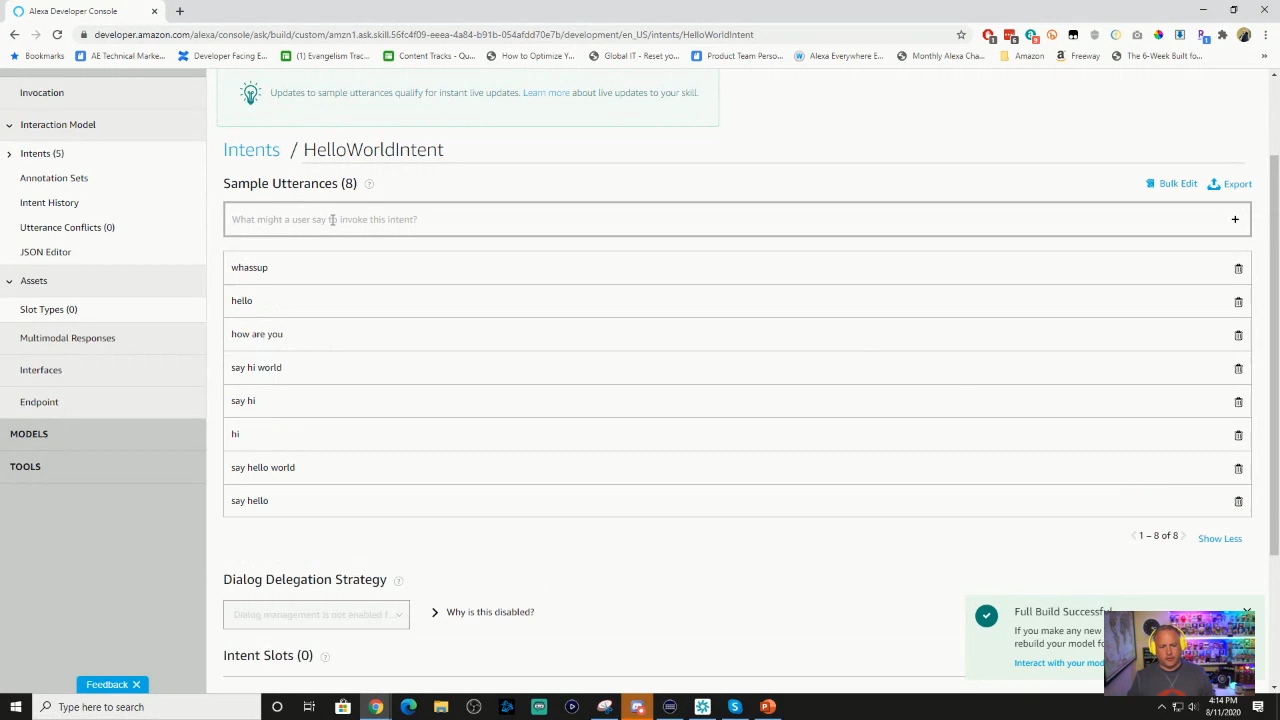 Alexa Developer Console
developer.amazon.com/alexa/console/ask/build/custom/amzn1.ask.skill.56fc4f09-eeea-4a84-b91b-054cafdd70e7b/development/en_US/intents/HelloWorldIntent
Bookmarks
AE Technical Marke...
Developer Facing E...
Evangelism Trac...
Content Tracks - Qu...
How to Optimize Y...
Global IT - Reset yo...
Product Team Perso...
Alexa Everywhere E...
Monthly Alexa Cha...
Amazon
Freeway
The 6-Week Built fo...
Invocation
Interaction Model
Intents (5)
Annotation Sets
Intent History
Utterance Conflicts (0)
JSON Editor
Assets
Slot Types (0)
Multimodal Responses
Interfaces
Endpoint
MODELS
TOOLS
Feedback
Updates to sample utterances qualify for instant live updates. Learn more about live updates to your skill.
Intents / HelloWorldIntent
Sample Utterances (8)
Bulk Edit
Export
What might a user say to invoke this intent?
whassup
hello
how are you
say hi world
say hi
hi
say hello world
say hello
1 – 8 of 8
Show Less
Dialog Delegation Strategy
Dialog management is not enabled f...
Why is this disabled?
Intent Slots (0)
Full Build Successful
If you make any new
rebuild your model fo
Interact with your mod
Type here to search
4:14 PM
8/11/2020